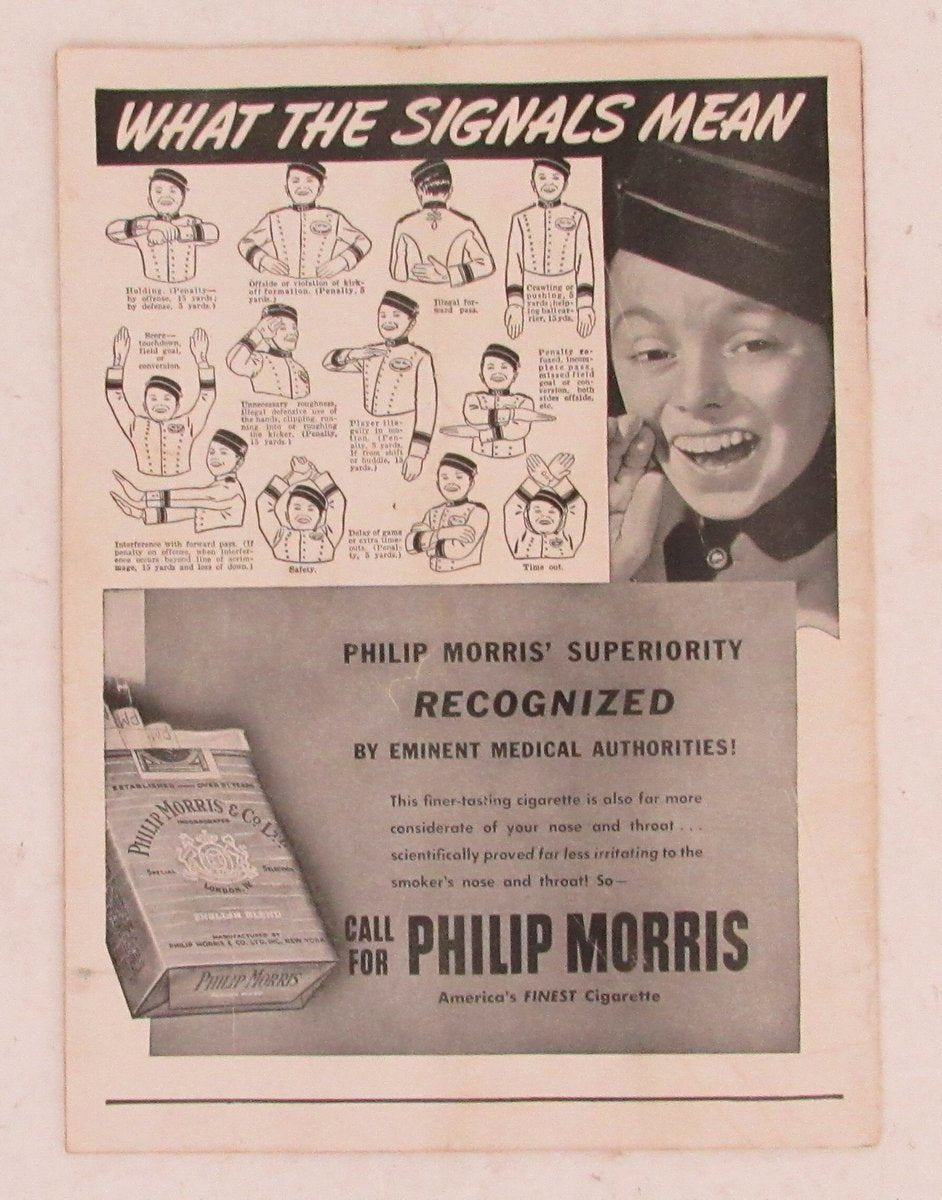 WHAT THE SIGNALS MEAN
Holding. (Penalty—
by offense, 15 yards;
by defense, 5 yards.)
Offside or violation of kick-
off formation. (Penalty, 5
yards.)
Illegal for-
ward pass.
Crawling or
pushing, 5
yards; help-
ing ball car-
rier, 15 yds.
Score—
touchdown,
field goal,
or
conversion.
Unnecessary roughness,
illegal defensive use of
the hands, clipping, run-
ning into or roughing
the kicker. (Penalty,
15 yards.)
Player ille-
gally in mo-
tion. (Pen-
alty, 5 yards.
If from shift
or huddle, 15
yards.)
Penalty re-
fused, incom-
plete pass,
missed field
goal or con-
version, both
sides offside,
etc.
Interference with forward pass. (If
penalty on offense, when interfer-
ence occurs beyond line of scrim-
mage, 15 yards and loss of down.)
Safety.
Delay of game
or extra time-
outs. (Penal-
ty, 5 yards.)
Time out.
PHILIP MORRIS' SUPERIORITY
RECOGNIZED
BY EMINENT MEDICAL AUTHORITIES!
This finer-tasting cigarette is also far more
considerate of your nose and throat . . .
scientifically proved far less irritating to the
smoker's nose and throat! So—
CALL
FOR PHILIP MORRIS
America's FINEST Cigarette
PM
ESTABLISHED OVER YEARS
PHILIP MORRIS & CO. LTD.
INCORPORATED
SPECIAL SELECTION
LONDON, W.
ENGLISH BLEND
MANUFACTURED BY
PHILIP MORRIS & CO. LTD., INC., NEW YORK
PHILIP MORRIS